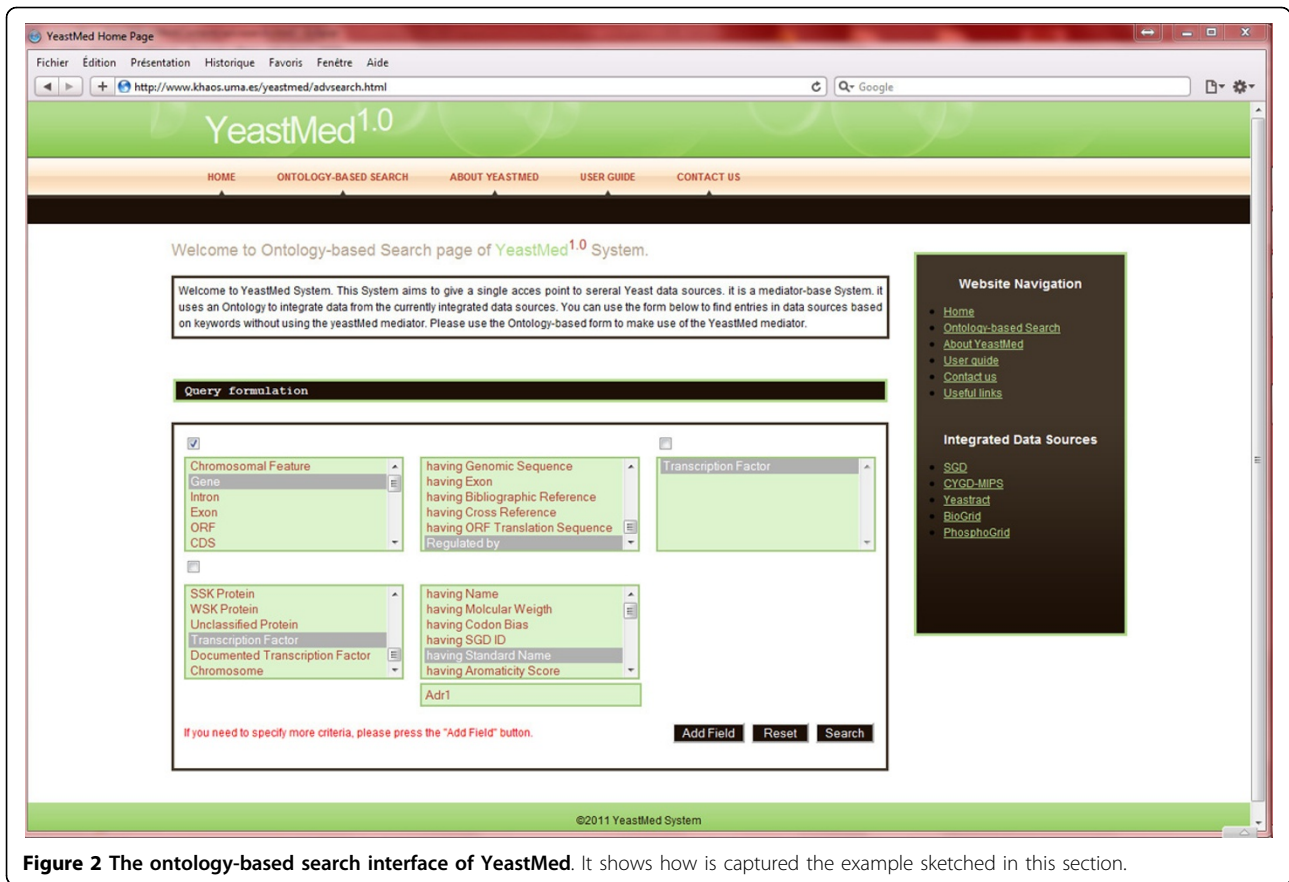 YeastMed Home Page
Fichier Édition Présentation Historique Favoris Fenêtre Aide
http://www.khaos.uma.es/yeastmed/advsearch.html
Google
YeastMed1.0
HOME ONTOLOGY-BASED SEARCH ABOUT YEASTMED USER GUIDE CONTACT US
Welcome to Ontology-based Search page of YeastMed1.0 System.
Welcome to YeastMed System. This System aims to give a single acces point to sereral Yeast data sources. it is a mediator-base System. it
uses an Ontology to integrate data from the currently integrated data sources. You can use the form below to find entries in data sources based
on keywords without using the yeastMed mediator. Please use the Ontology-based form to make use of the YeastMed mediator.
Query formulation
Chromosomal Feature
Gene
Intron
Exon
ORF
CDS
having Genomic Sequence
having Exon
having Bibliographic Reference
having Cross Reference
having ORF Translation Sequence
Regulated by
Transcription Factor
SSK Protein
WSK Protein
Unclassified Protein
Transcription Factor
Documented Transcription Factor
Chromosome
having Name
having Molcular Weigth
having Codon Bias
having SGD ID
having Standard Name
having Aromaticity Score
Adr1
If you need to specify more criteria, please press the "Add Field" button.
Add Field Reset Search
Website Navigation
Home
Ontology-based Search
About YeastMed
User guide
Contact us
Useful links
Integrated Data Sources
SGD
CYGD-MIPS
Yeastract
BioGrid
PhosphoGrid
©2011 YeastMed System
Figure 2 The ontology-based search interface of YeastMed. It shows how is captured the example sketched in this section.